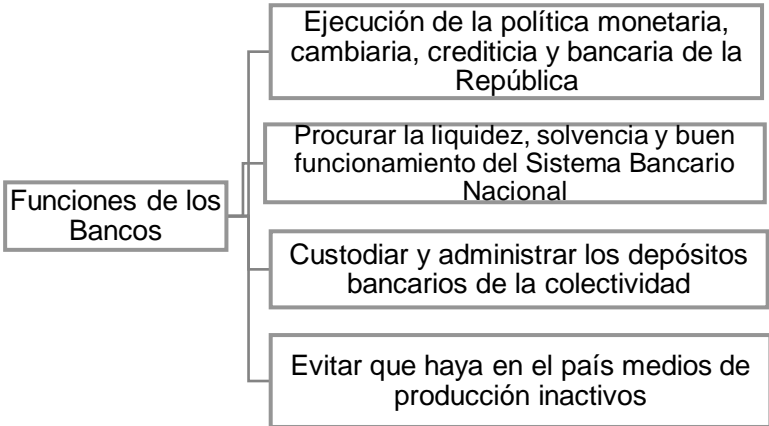 Ejecución de la política monetaria,
cambiaria, crediticia y bancaria de la
República
Procurar la liquidez, solvencia y buen
funcionamiento del Sistema Bancario
Nacional
Funciones de los
Bancos
Custodiar y administrar los depósitos
bancarios de la colectividad
Evitar que haya en el país medios de
producción inactivos